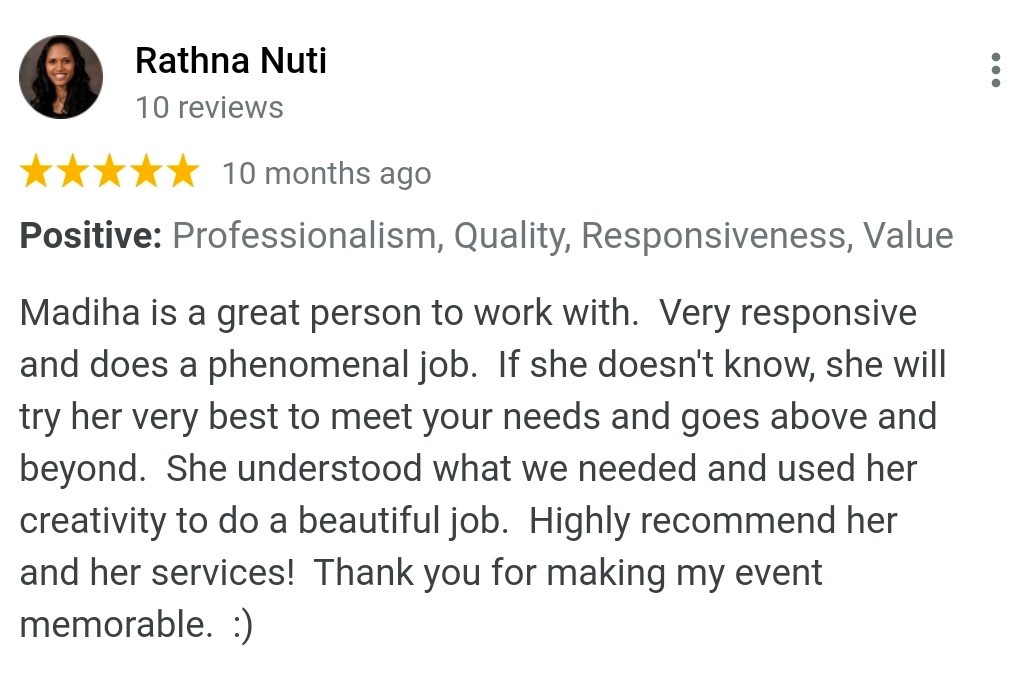 Rathna Nuti
10 reviews
10 months ago
Positive: Professionalism, Quality, Responsiveness, Value
Madiha is a great person to work with.  Very responsive
and does a phenomenal job.  If she doesn't know, she will
try her very best to meet your needs and goes above and
beyond.  She understood what we needed and used her
creativity to do a beautiful job.  Highly recommend her
and her services!  Thank you for making my event
memorable.  :)